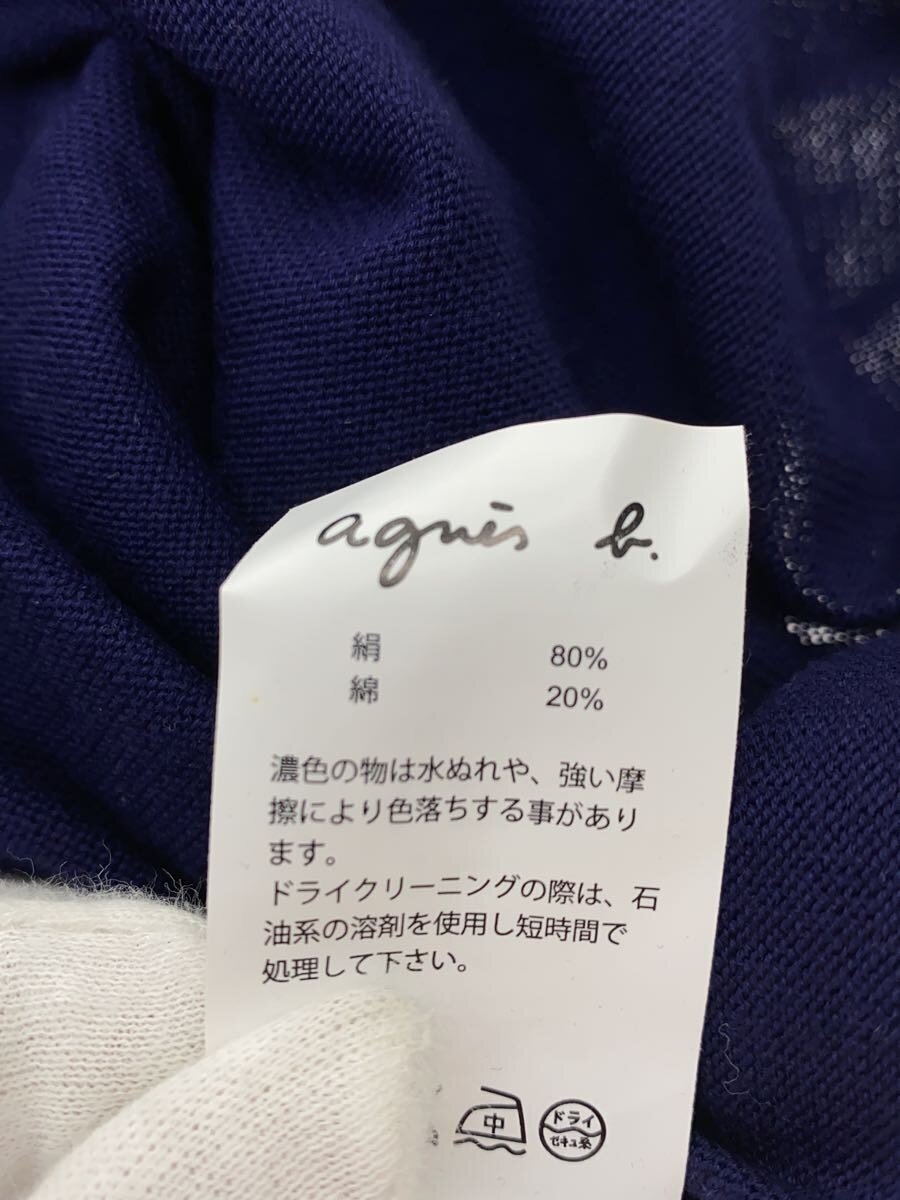 agnès b.
絹 80%
綿 20%
濃色の物は水ぬれや、強い摩
擦により色落ちする事があり
ます。
ドライクリーニングの際は、石
油系の溶剤を使用し短時間で
処理して下さい。
中
ドライ
セキユ系